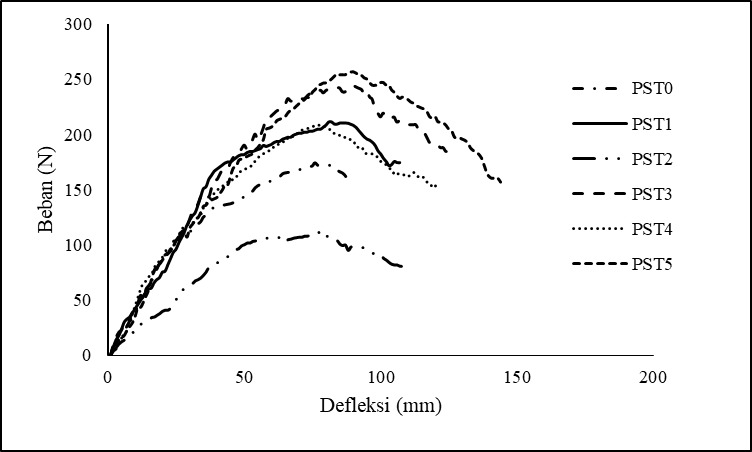 300
250
200
150
100
50
0
Beban (N)
0 50 100 150 200
Defleksi (mm)
PST0
PST1
PST2
PST3
PST4
PST5